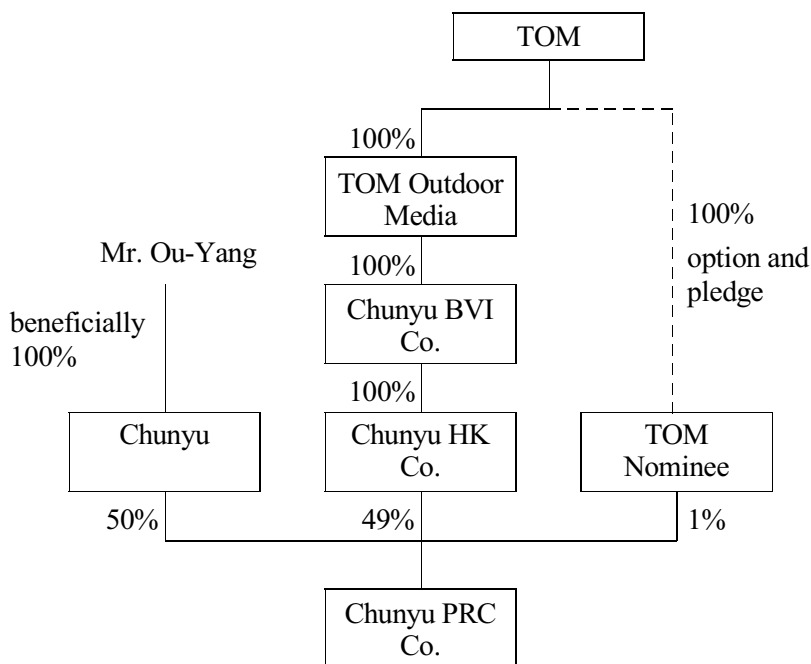 TOM
100%
TOM Outdoor
Media
100%
option and
pledge
Mr. Ou-Yang
100%
beneficially
100%
Chunyu BVI
Co.
100%
Chunyu
Chunyu HK
Co.
TOM
Nominee
50%
49%
1%
Chunyu PRC
Co.